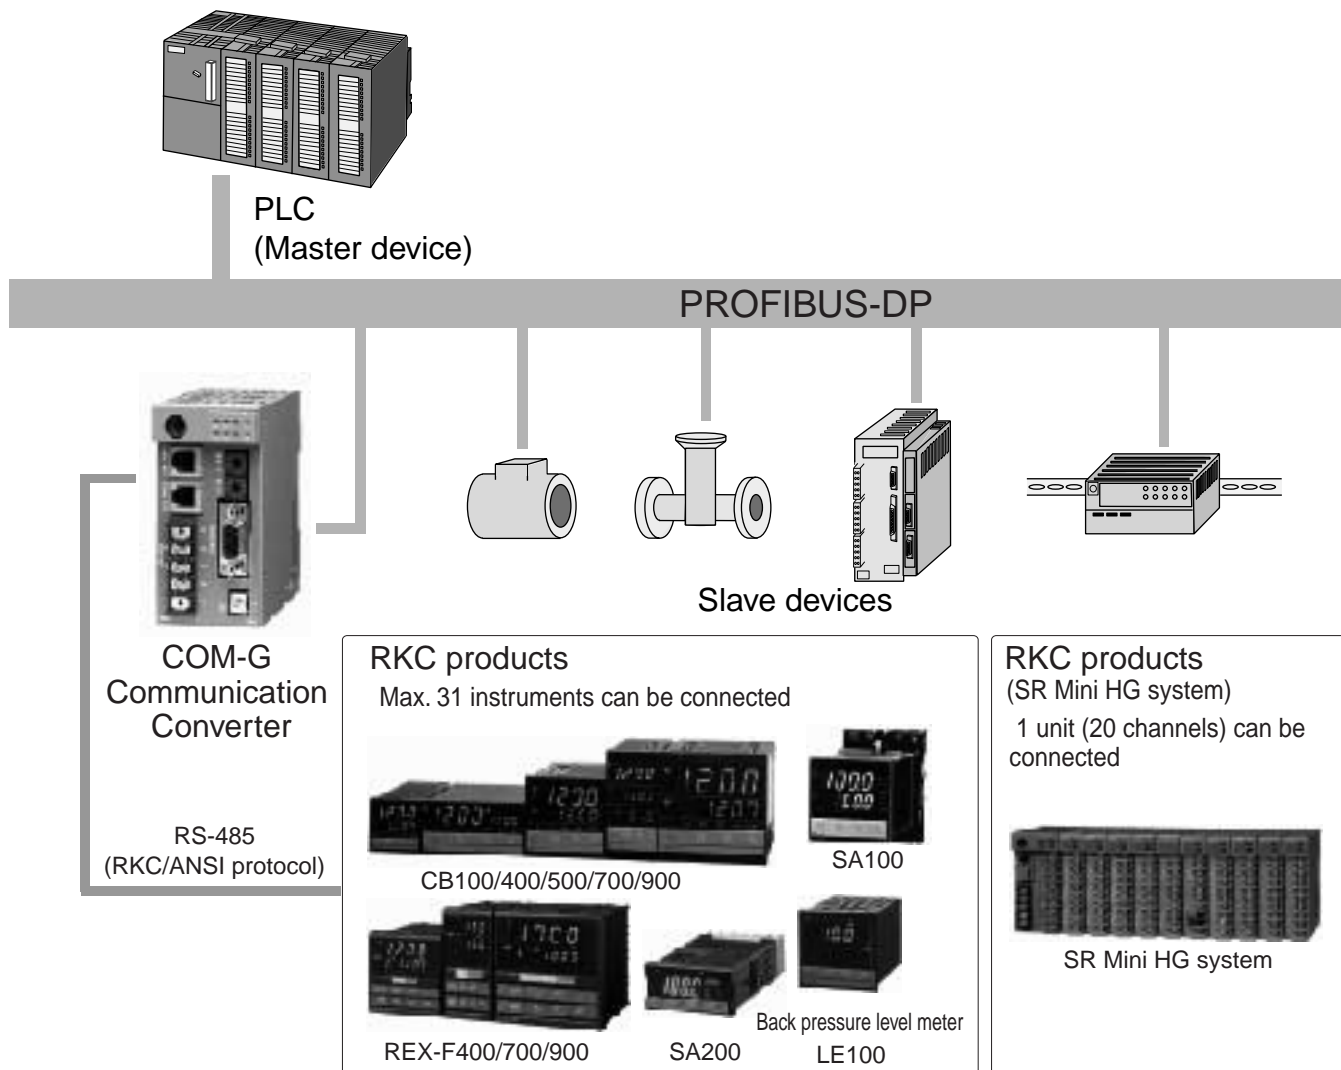 PLC
(Master device)
PROFIBUS-DP
Slave devices
COM-G
Communication
Converter
RS-485
(RKC/ANSI protocol)
RKC products
Max. 31 instruments can be connected
CB100/400/500/700/900
SA100
REX-F400/700/900
SA200
Back pressure level meter
LE100
RKC products
(SR Mini HG system)
1 unit (20 channels) can be
connected
SR Mini HG system